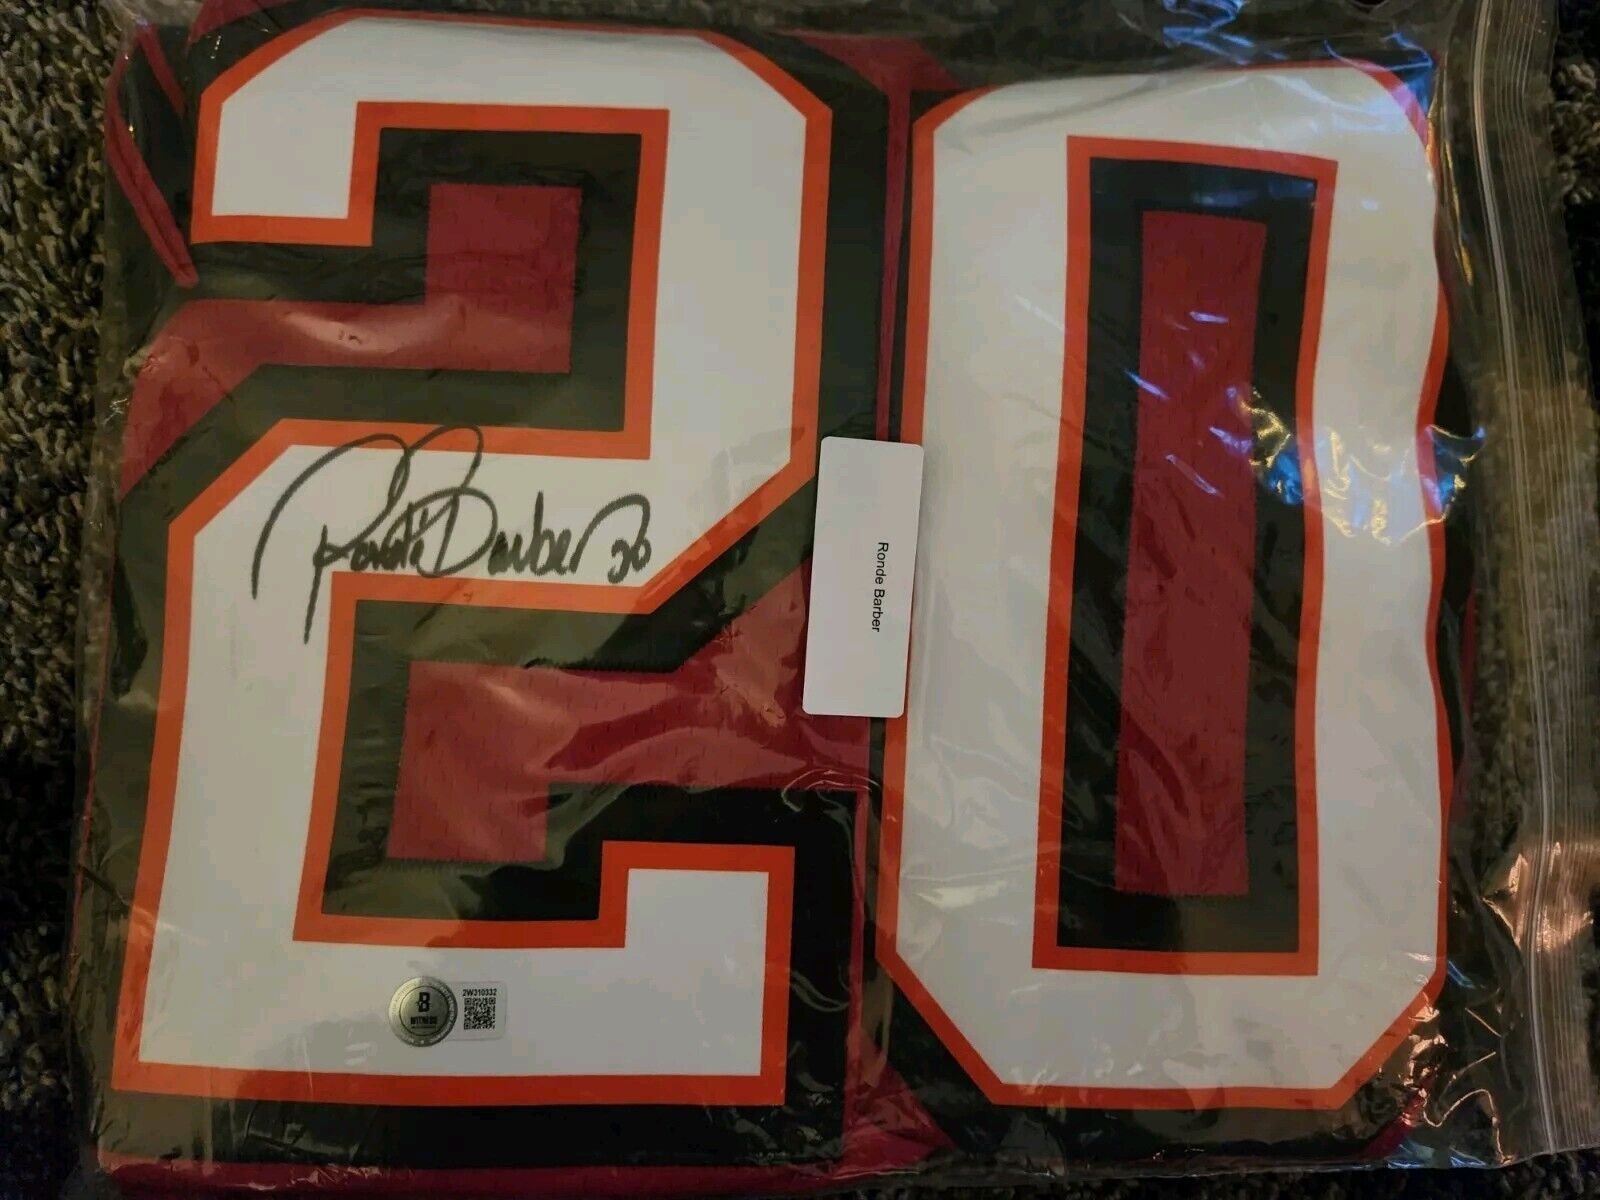 20
Ronde Barber 20
Ronde Barber
B
WITNESS
2W310332